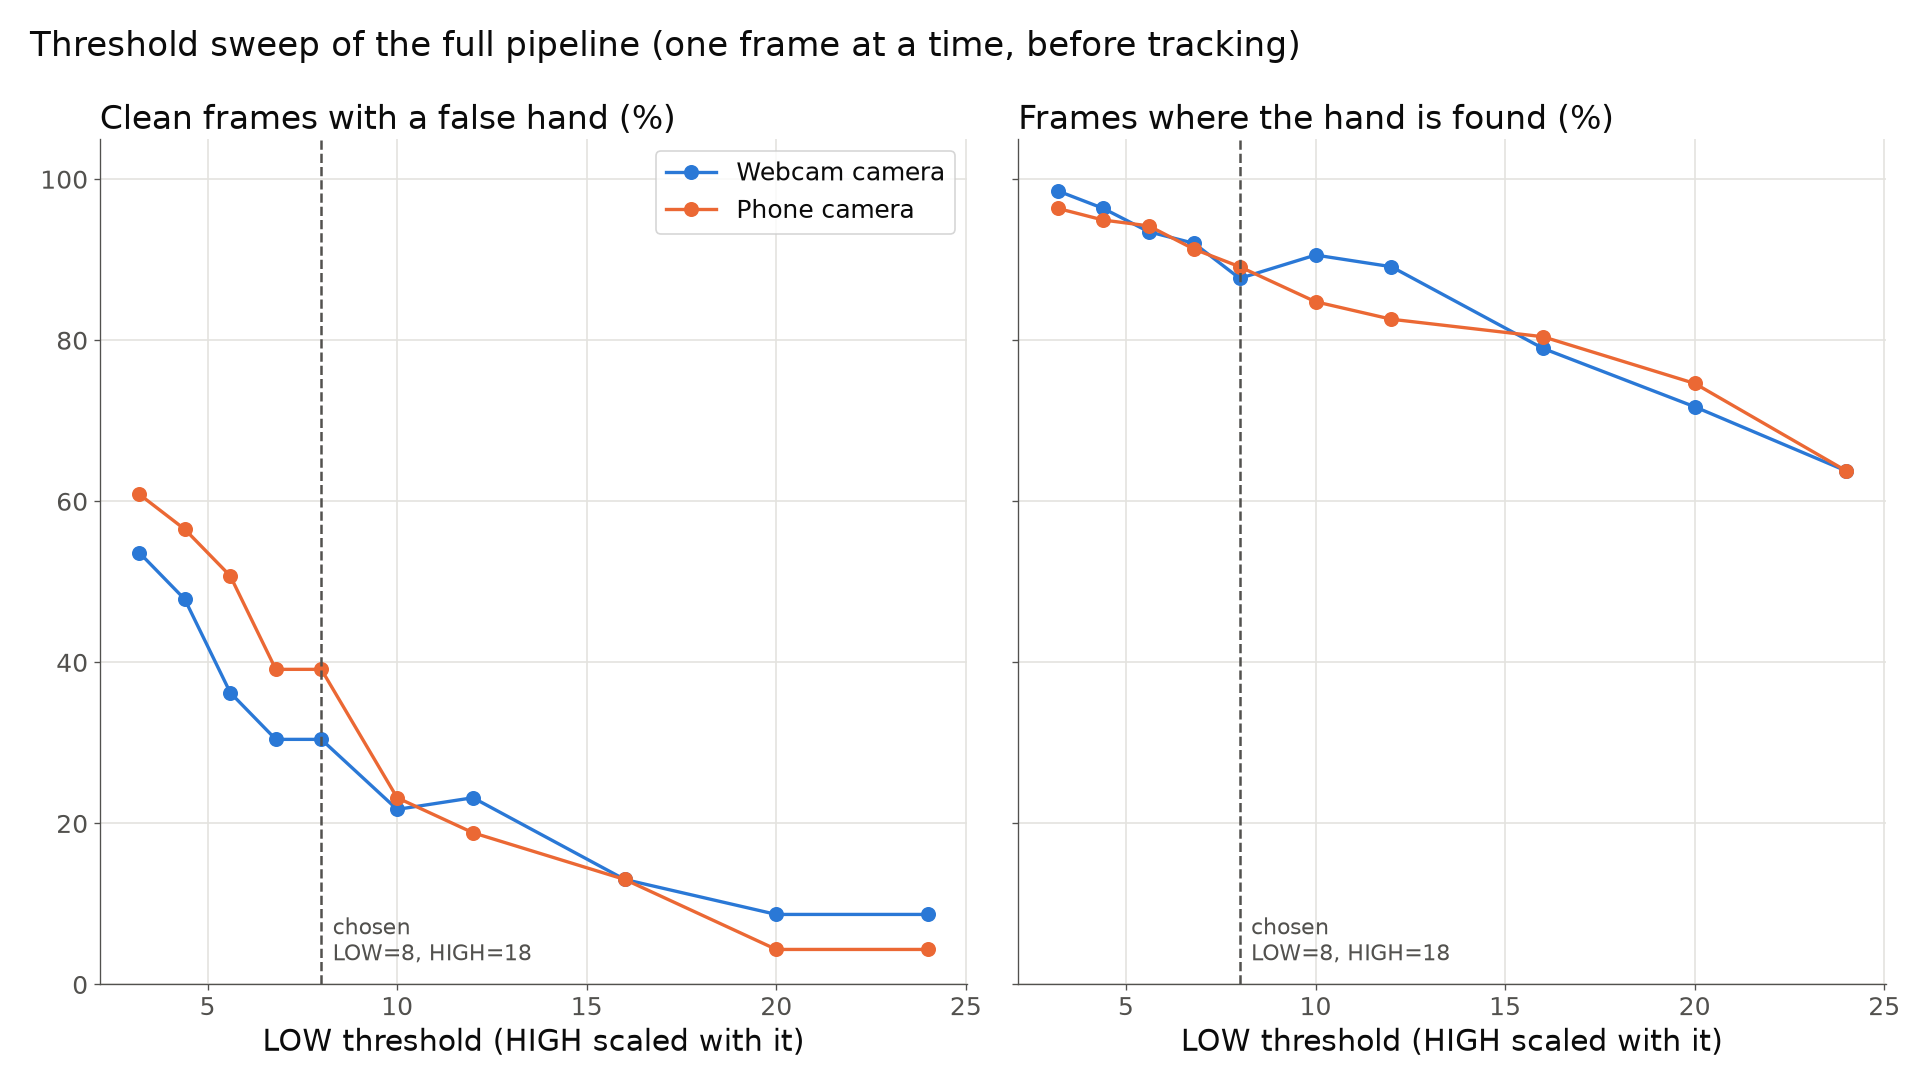 Threshold sweep of the full pipeline (one frame at a time, before tracking)
Clean frames with a false hand (%)
Webcam camera
Phone camera
100
80
60
40
20
0
chosen
LOW=8, HIGH=18
5 10 15 20 25
LOW threshold (HIGH scaled with it)
Frames where the hand is found (%)
chosen
LOW=8, HIGH=18
5 10 15 20 25
LOW threshold (HIGH scaled with it)